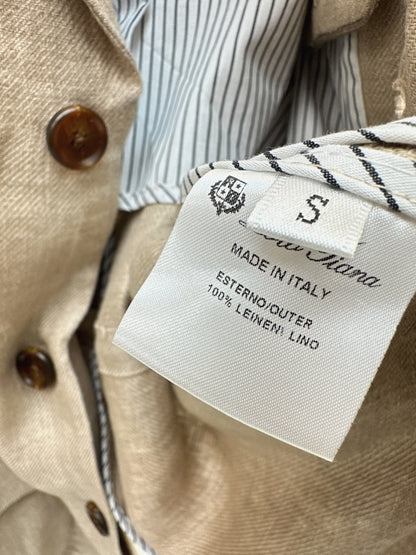 S
MADE IN ITALY
ESTERNO/OUTER
100% LEINEN/ LINO